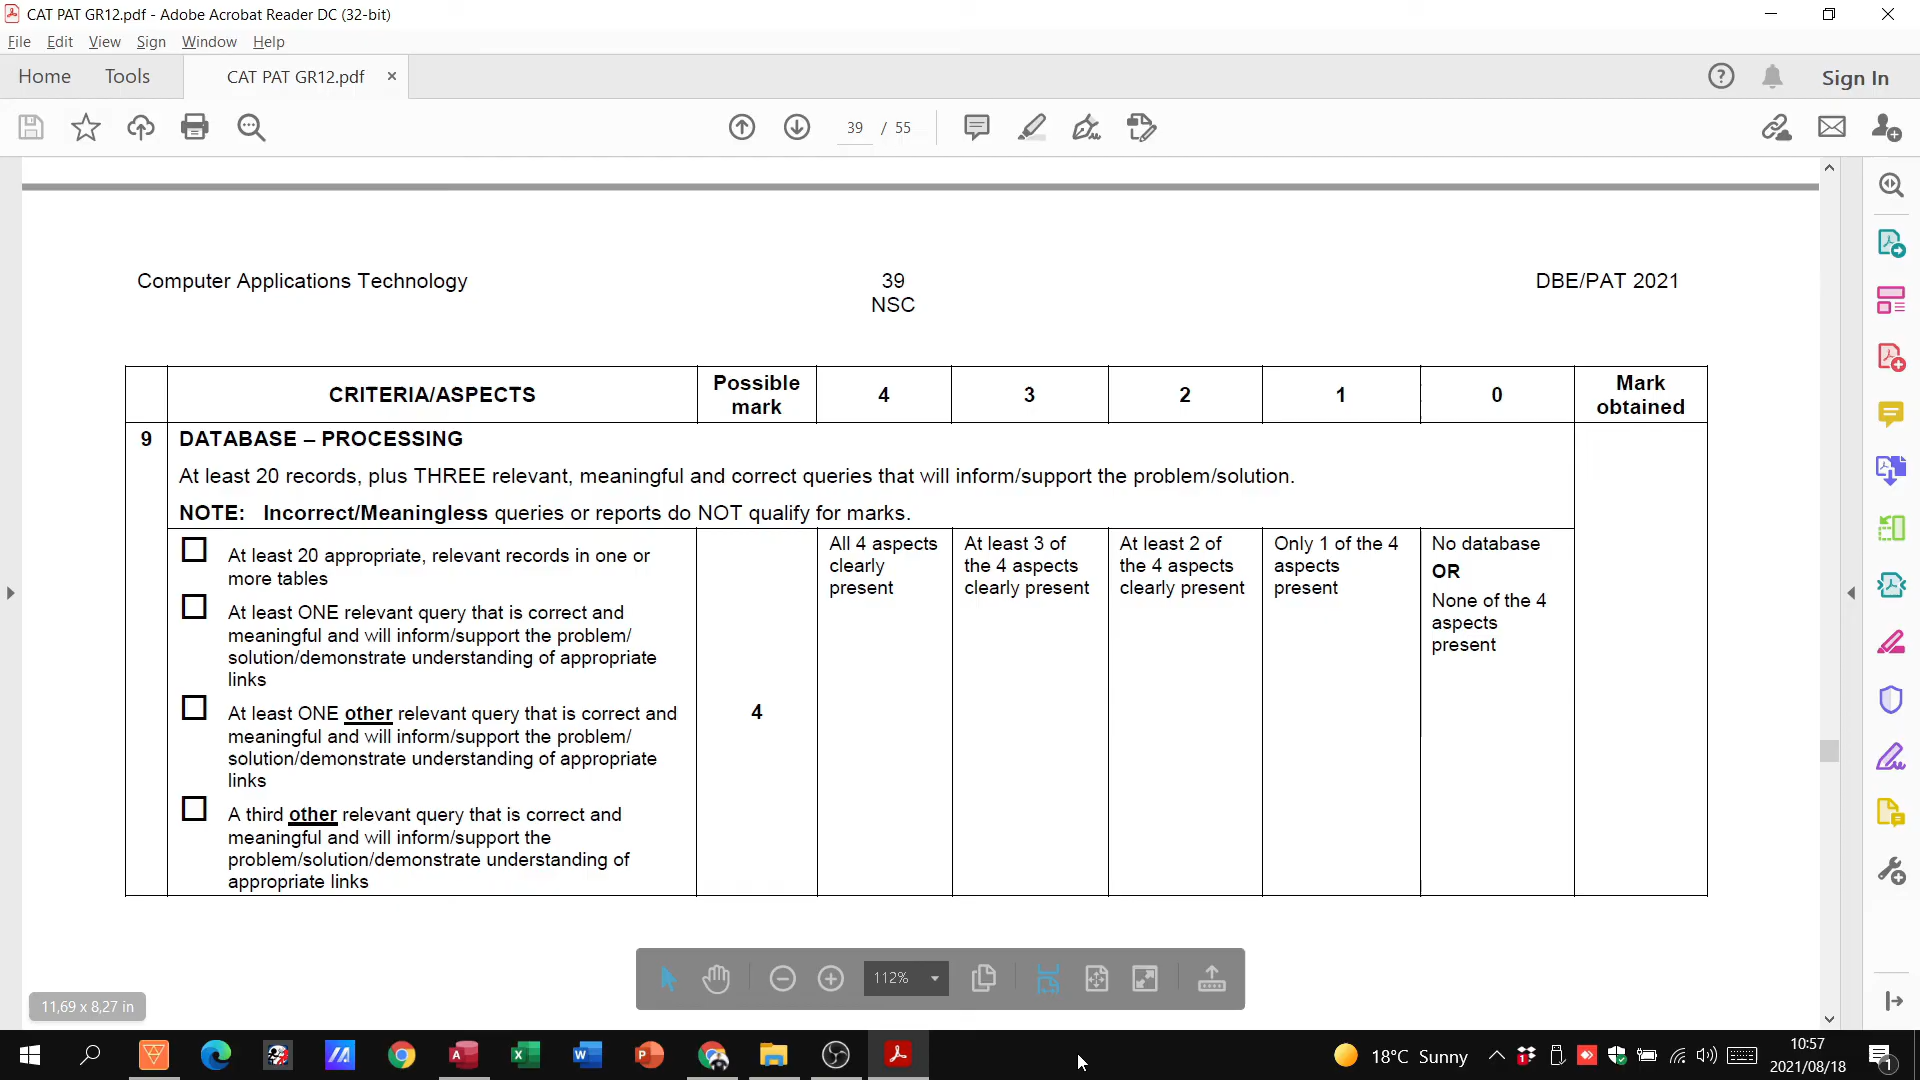 CAT PAT GR12.pdf - Adobe Acrobat Reader DC (32-bit)
File Edit View Sign Window Help
Home Tools CAT PAT GR12.pdf × Sign In
39 / 55
Computer Applications Technology 39 DBE/PAT 2021
NSC
CRITERIA/ASPECTS Possible mark 4 3 2 1 0 Mark obtained
9 DATABASE – PROCESSING
At least 20 records, plus THREE relevant, meaningful and correct queries that will inform/support the problem/solution.
NOTE: Incorrect/Meaningless queries or reports do NOT qualify for marks.
At least 20 appropriate, relevant records in one or
more tables
At least ONE relevant query that is correct and
meaningful and will inform/support the problem/
solution/demonstrate understanding of appropriate
links
At least ONE other relevant query that is correct and
meaningful and will inform/support the problem/
solution/demonstrate understanding of appropriate
links
A third other relevant query that is correct and
meaningful and will inform/support the
problem/solution/demonstrate understanding of
appropriate links
4
All 4 aspects
clearly
present
At least 3 of
the 4 aspects
clearly present
At least 2 of
the 4 aspects
clearly present
Only 1 of the 4
aspects
present
No database
OR
None of the 4
aspects
present
112%
11,69 x 8,27 in
18°C Sunny
10:57
2021/08/18
1